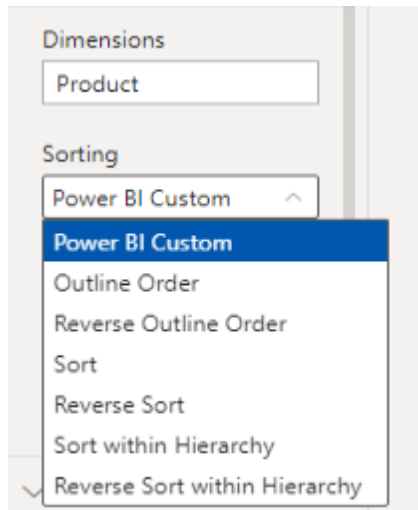 Dimensions
Product
Sorting
Power BI Custom
Power BI Custom
Outline Order
Reverse Outline Order
Sort
Reverse Sort
Sort within Hierarchy
Reverse Sort within Hierarchy